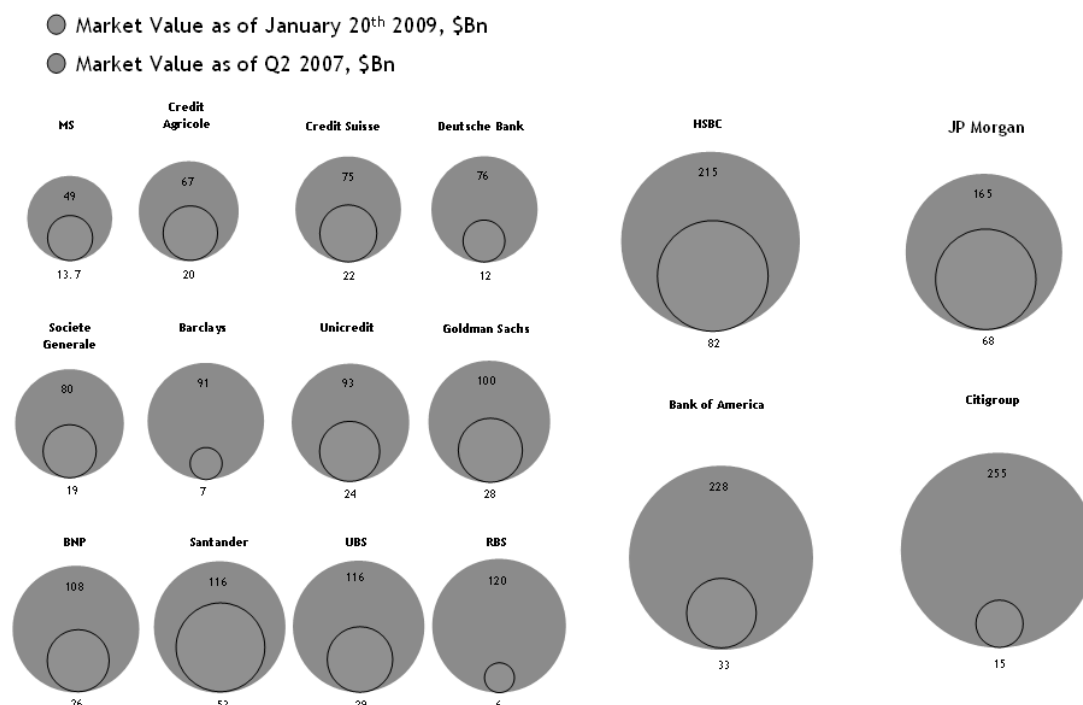 Market Value as of January 20th 2009, $Bn
Market Value as of Q2 2007, $Bn
MS
49
13.7
Credit
Agricole
67
20
Credit Suisse
75
22
Deutsche Bank
76
12
HSBC
215
82
JP Morgan
165
68
Societe
Generale
80
19
Barclays
91
7
Unicredit
93
24
Goldman Sachs
100
28
Bank of America
228
33
Citigroup
255
15
BNP
108
Santander
116
UBS
116
RBS
120